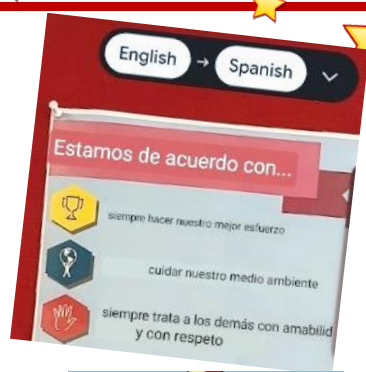 English → Spanish
Estamos de acuerdo con...
siempre hacer nuestro mejor esfuerzo
cuidar nuestro medio ambiente
siempre trata a los demás con amabilid
y con respeto